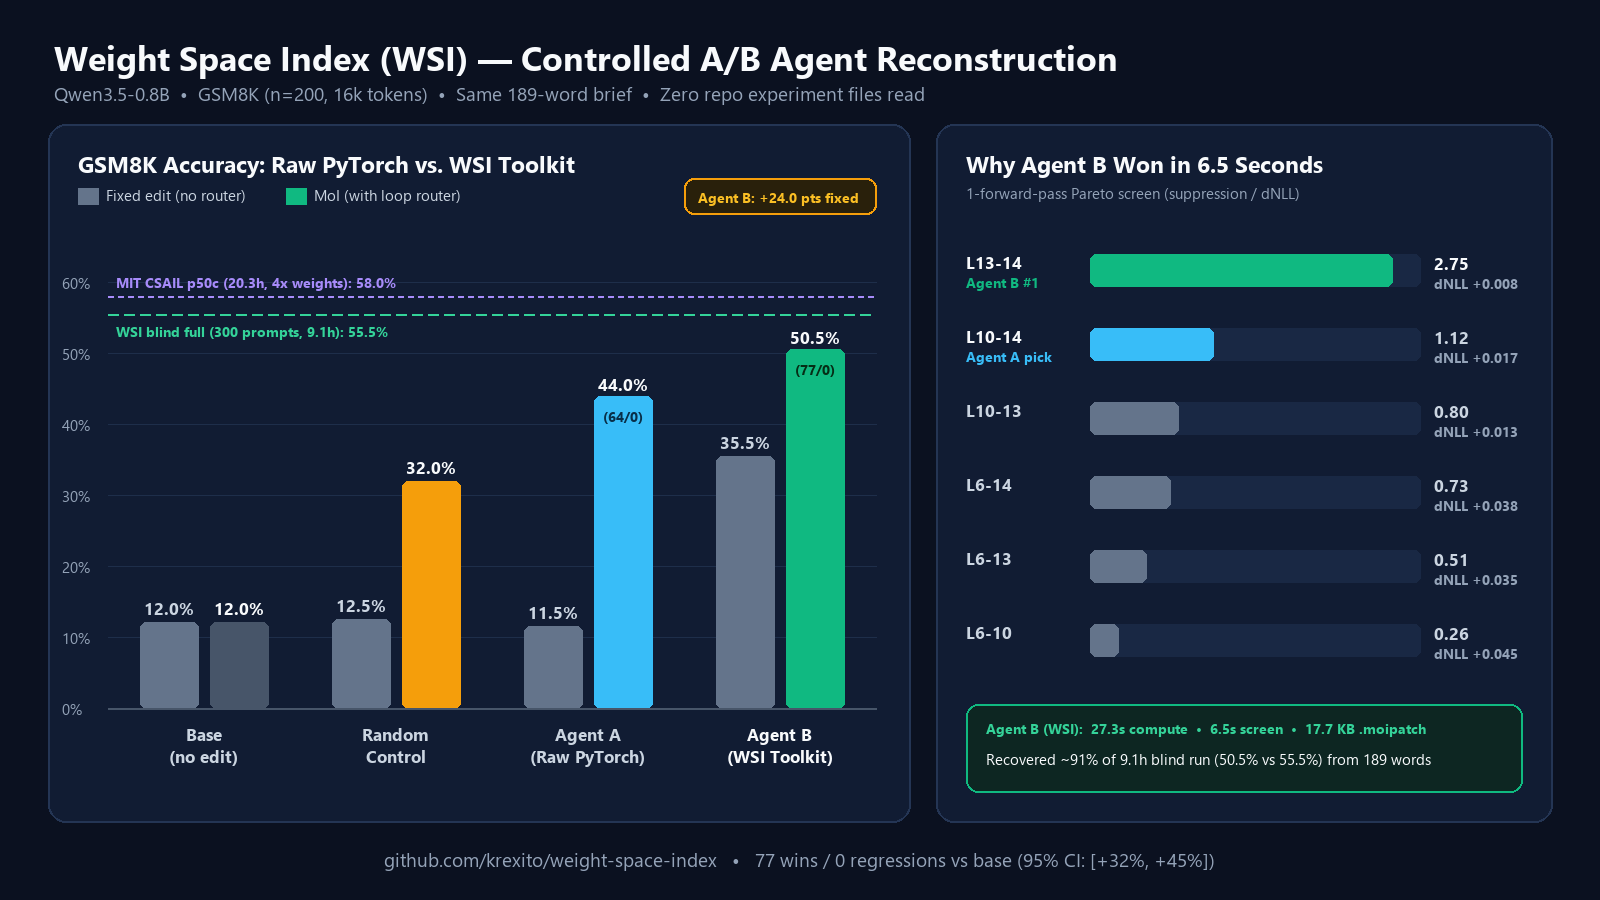 Weight Space Index (WSI) — Controlled A/B Agent Reconstruction
Qwen3.5-0.8B • GSM8K (n=200, 16k tokens) • Same 189-word brief • Zero repo experiment files read
GSM8K Accuracy: Raw PyTorch vs. WSI Toolkit
Fixed edit (no router)
MoI (with loop router)
Agent B: +24.0 pts fixed
60%
50%
40%
30%
20%
10%
0%
MIT CSAIL p50c (20.3h, 4x weights): 58.0%
WSI blind full (300 prompts, 9.1h): 55.5%
12.0%
12.0%
12.5%
32.0%
11.5%
44.0%
(64/0)
35.5%
50.5%
(77/0)
Base
(no edit)
Random
Control
Agent A
(Raw PyTorch)
Agent B
(WSI Toolkit)
Why Agent B Won in 6.5 Seconds
1-forward-pass Pareto screen (suppression / dNLL)
L13-14
Agent B #1
2.75
dNLL +0.008
L10-14
Agent A pick
1.12
dNLL +0.017
L10-13
0.80
dNLL +0.013
L6-14
0.73
dNLL +0.038
L6-13
0.51
dNLL +0.035
L6-10
0.26
dNLL +0.045
Agent B (WSI): 27.3s compute • 6.5s screen • 17.7 KB .moipatch
Recovered ~91% of 9.1h blind run (50.5% vs 55.5%) from 189 words
github.com/krexito/weight-space-index • 77 wins / 0 regressions vs base (95% CI: [+32%, +45%])